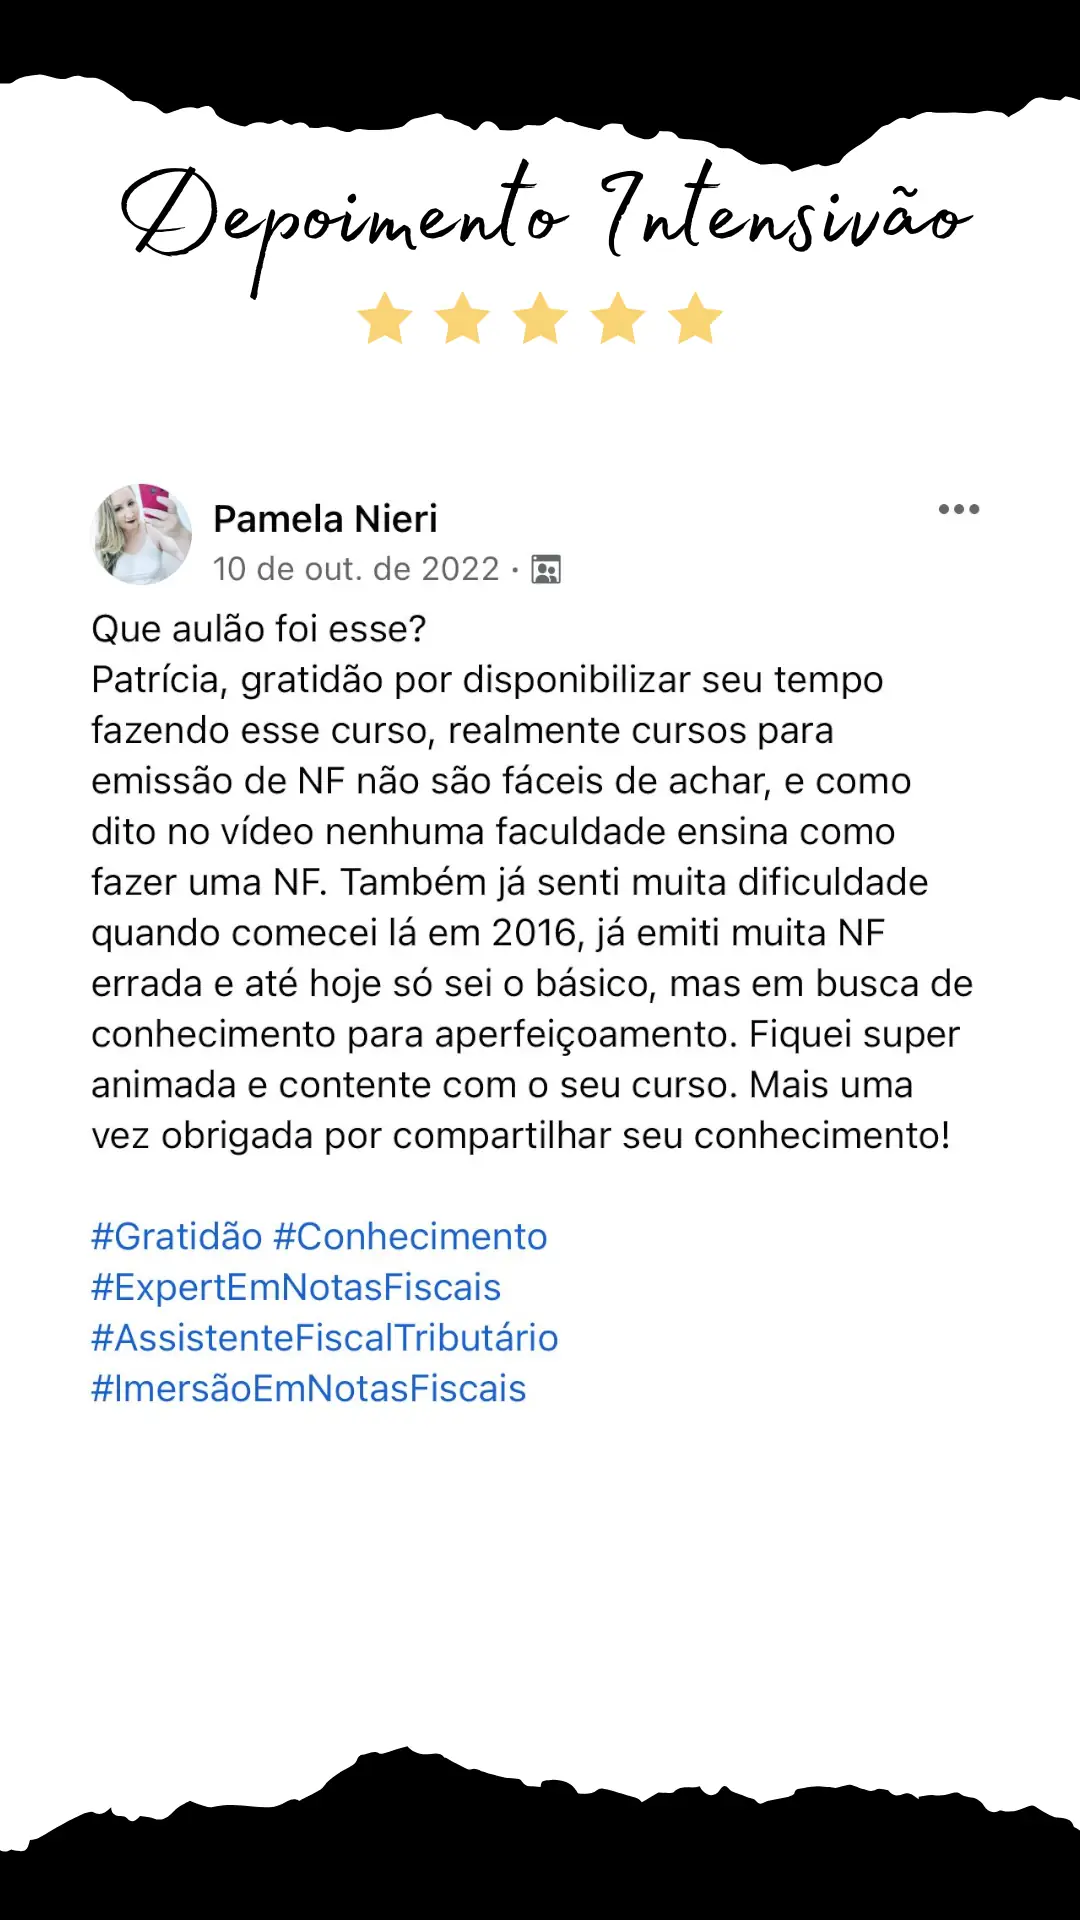 Depoimento Intensivão
Pamela Nieri
10 de out. de 2022 ·
Que aulão foi esse?
Patrícia, gratidão por disponibilizar seu tempo
fazendo esse curso, realmente cursos para
emissão de NF não são fáceis de achar, e como
dito no vídeo nenhuma faculdade ensina como
fazer uma NF. Também já senti muita dificuldade
quando comecei lá em 2016, já emiti muita NF
errada e até hoje só sei o básico, mas em busca de
conhecimento para aperfeiçoamento. Fiquei super
animada e contente com o seu curso. Mais uma
vez obrigada por compartilhar seu conhecimento!
#Gratidão #Conhecimento
#ExpertEmNotasFiscais
#AssistenteFiscalTributário
#ImersãoEmNotasFiscais